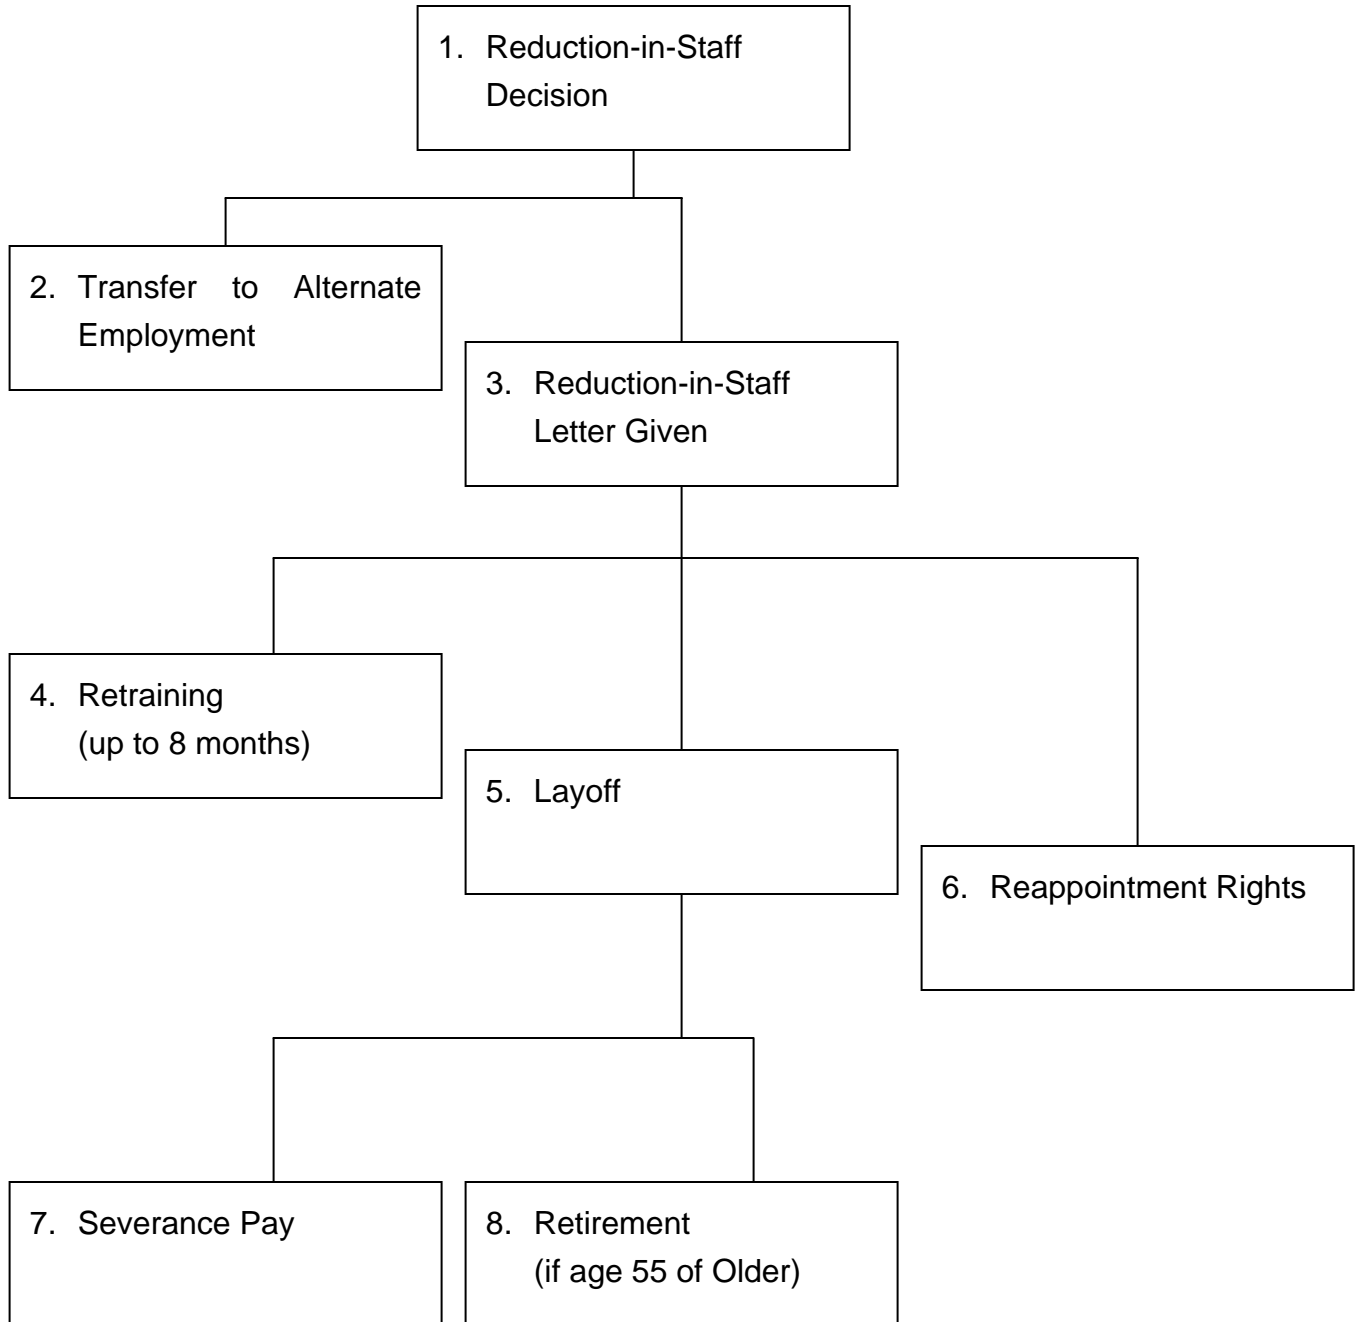 1. Reduction-in-Staff
Decision
2. Transfer to Alternate
Employment
3. Reduction-in-Staff
Letter Given
4. Retraining
(up to 8 months)
5. Layoff
6. Reappointment Rights
7. Severance Pay
8. Retirement
(if age 55 of Older)